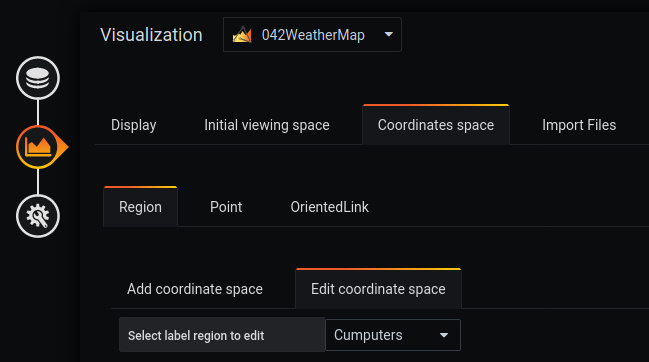 Visualization
042WeatherMap
Display Initial viewing space Coordinates space Import Files
Region Point OrientedLink
Add coordinate space Edit coordinate space
Select label region to edit Cumputers